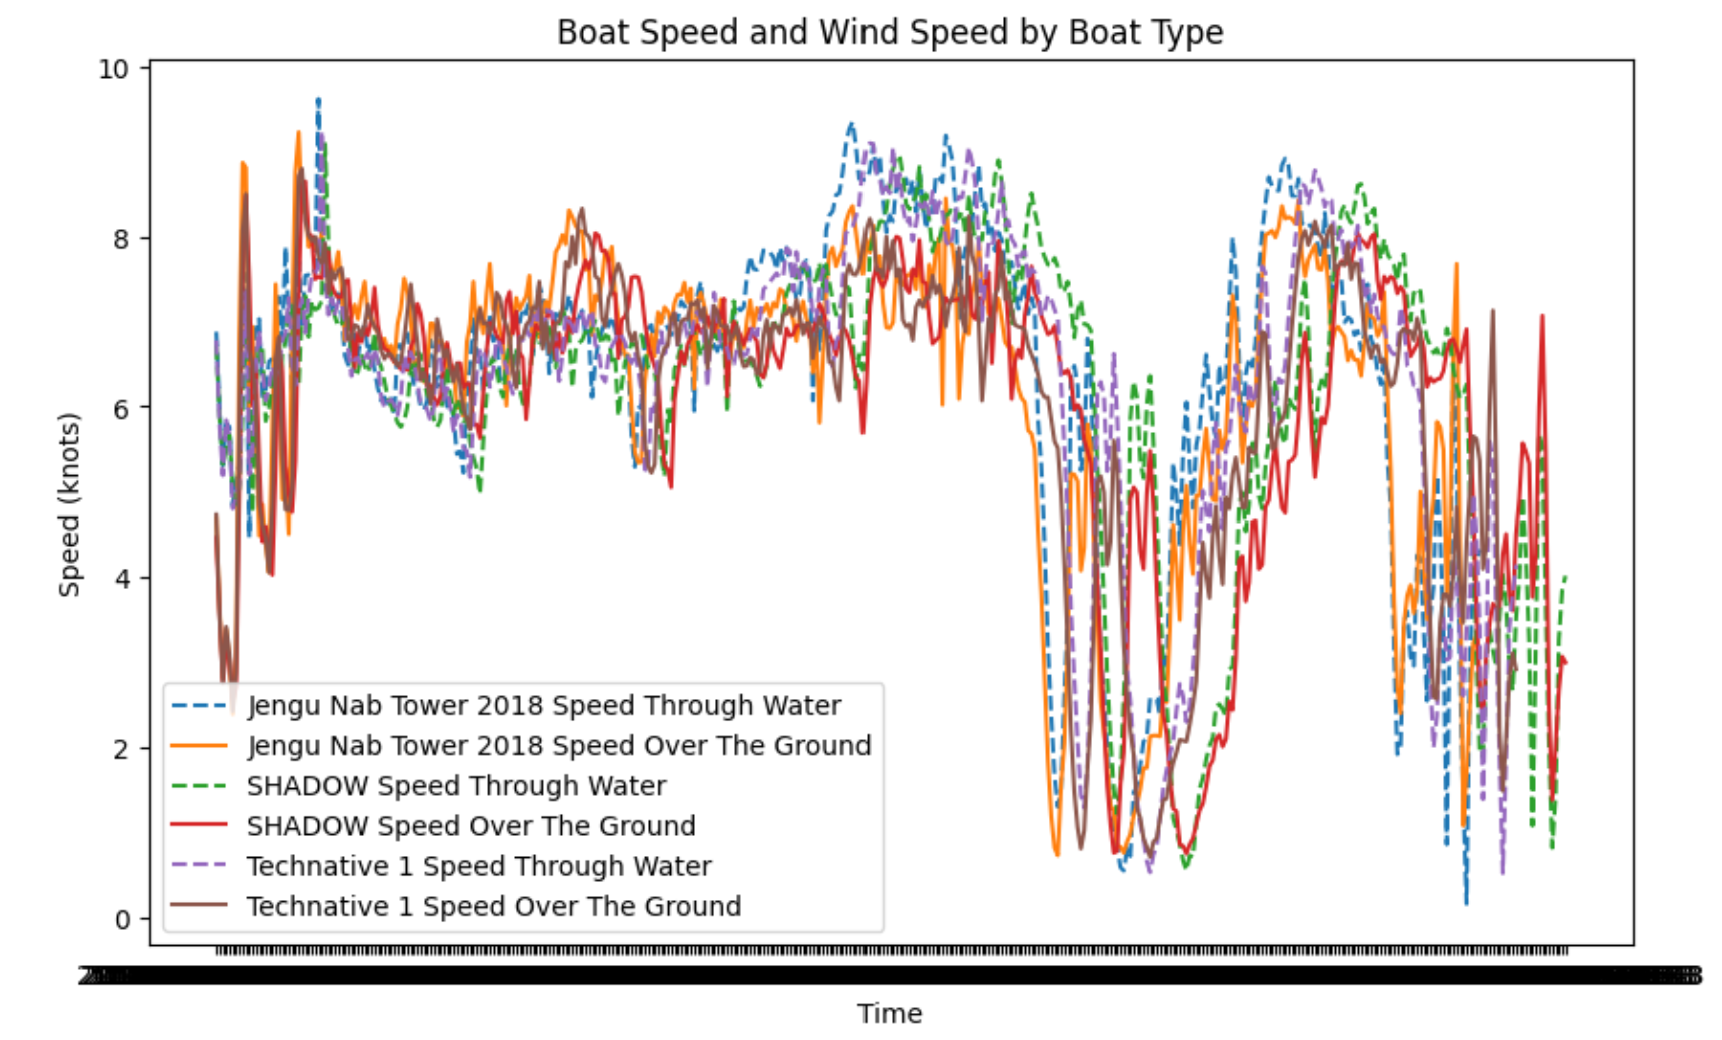 Boat Speed and Wind Speed by Boat Type
10
8
6
4
2
0
Speed (knots)
Jengu Nab Tower 2018 Speed Through Water
Jengu Nab Tower 2018 Speed Over The Ground
SHADOW Speed Through Water
SHADOW Speed Over The Ground
Technative 1 Speed Through Water
Technative 1 Speed Over The Ground
Time